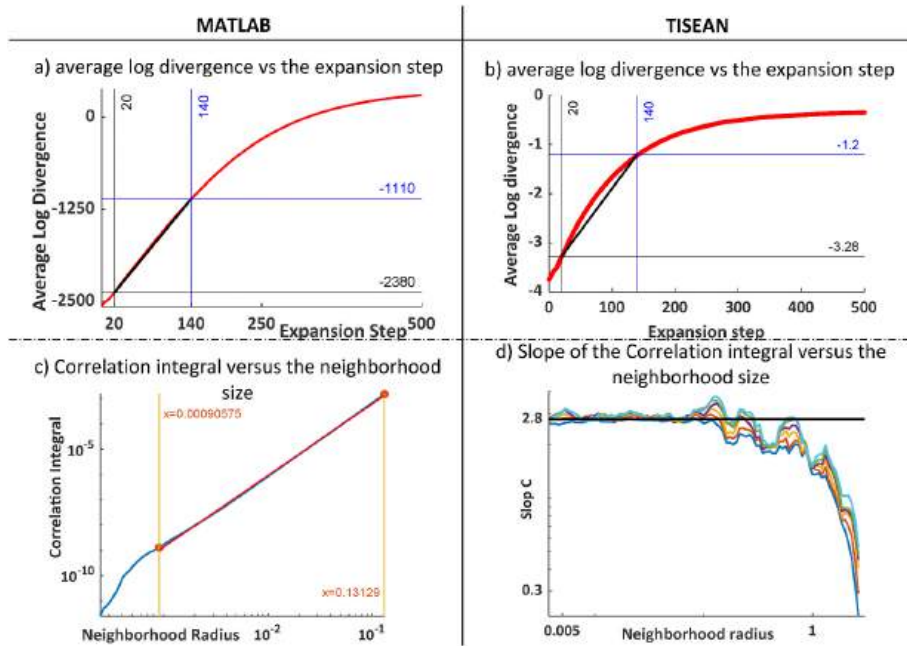 MATLAB
TISEAN
a) average log divergence vs the expansion step
b) average log divergence vs the expansion step
Average Log Divergence
0
-1250
-2500
20
140
-1110
-2380
20
140
250
500
Expansion Step
Average Log divergence
0
-1
-2
-3
-4
20
140
-1.2
-3.28
0
100
200
300
400
500
Expansion step
c) Correlation integral versus the neighborhood
size
d) Slope of the Correlation integral versus the
neighborhood size
Correlation Integral
10-5
10-10
x=0.00090575
x=0.13129
Neighborhood Radius
10-2
10-1
Slop C
2.8
0.3
0.005
Neighborhood radius
1